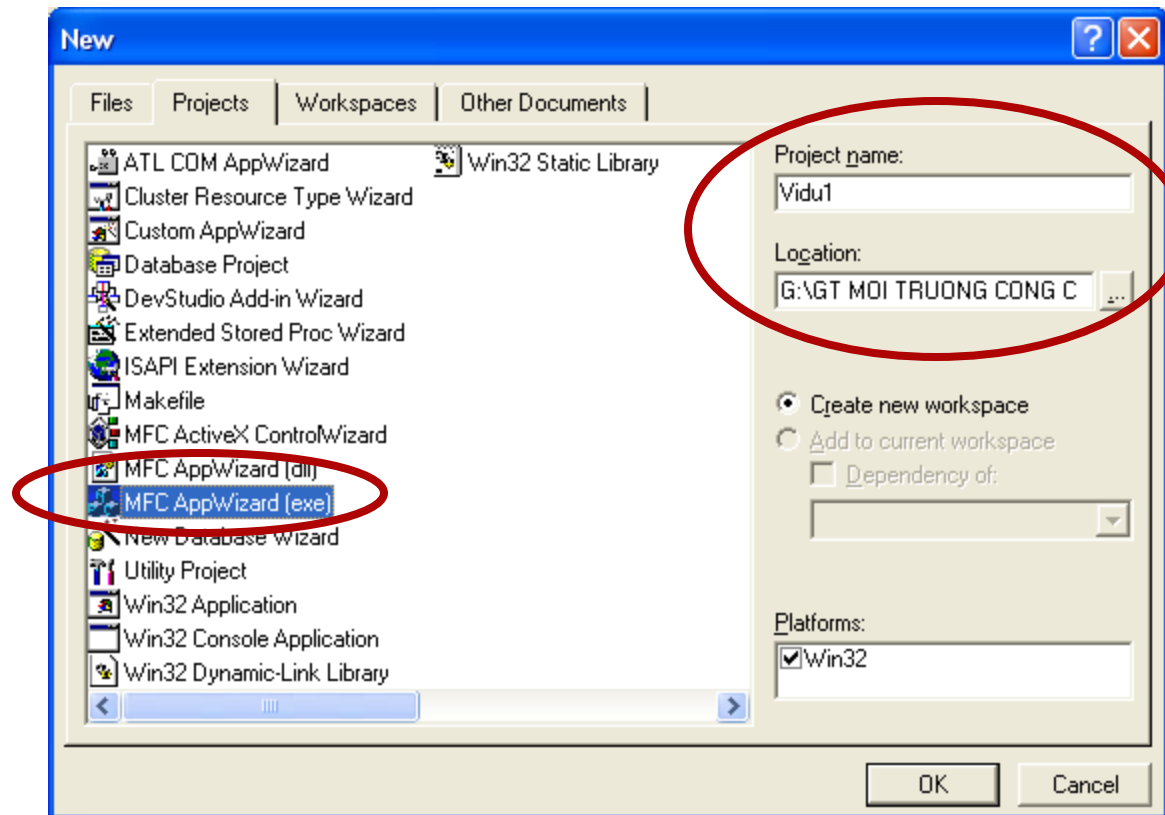 New
Files Projects Workspaces Other Documents
ATL COM AppWizard
Cluster Resource Type Wizard
Custom AppWizard
Database Project
DevStudio Add-in Wizard
Extended Stored Proc Wizard
ISAPI Extension Wizard
Makefile
MFC ActiveX ControlWizard
MFC AppWizard (dll)
MFC AppWizard (exe)
New Database Wizard
Utility Project
Win32 Application
Win32 Console Application
Win32 Dynamic-Link Library
Win32 Static Library
Project name:
Vidu1
Location:
G:\GT MOI TRUONG CONG C
...
Create new workspace
Add to current workspace
Dependency of:
Platforms:
Win32
OK Cancel